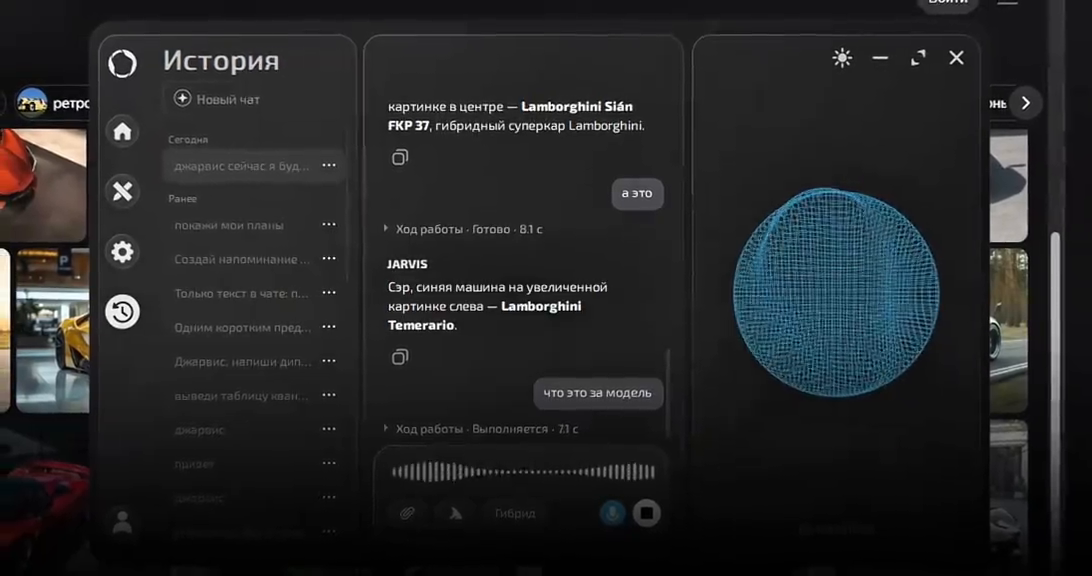 Войти
История
Новый чат
Сегодня
джарвис сейчас я буд...
Ранее
покажи мои планы
Создай напоминание ...
Только текст в чате: п...
Одним коротким пред...
Джарвис, напиши дип...
выведи таблицу кван...
джарвис
привет
джарвис
картинке в центре — Lamborghini Sián
FKP 37, гибридный суперкар Lamborghini.
а это
Ход работы · Готово · 8.1 с
JARVIS
Сэр, синяя машина на увеличенной
картинке слева — Lamborghini
Temerario.
что это за модель
Ход работы · Выполняется · 7.1 с
Гибрид
ретро
P